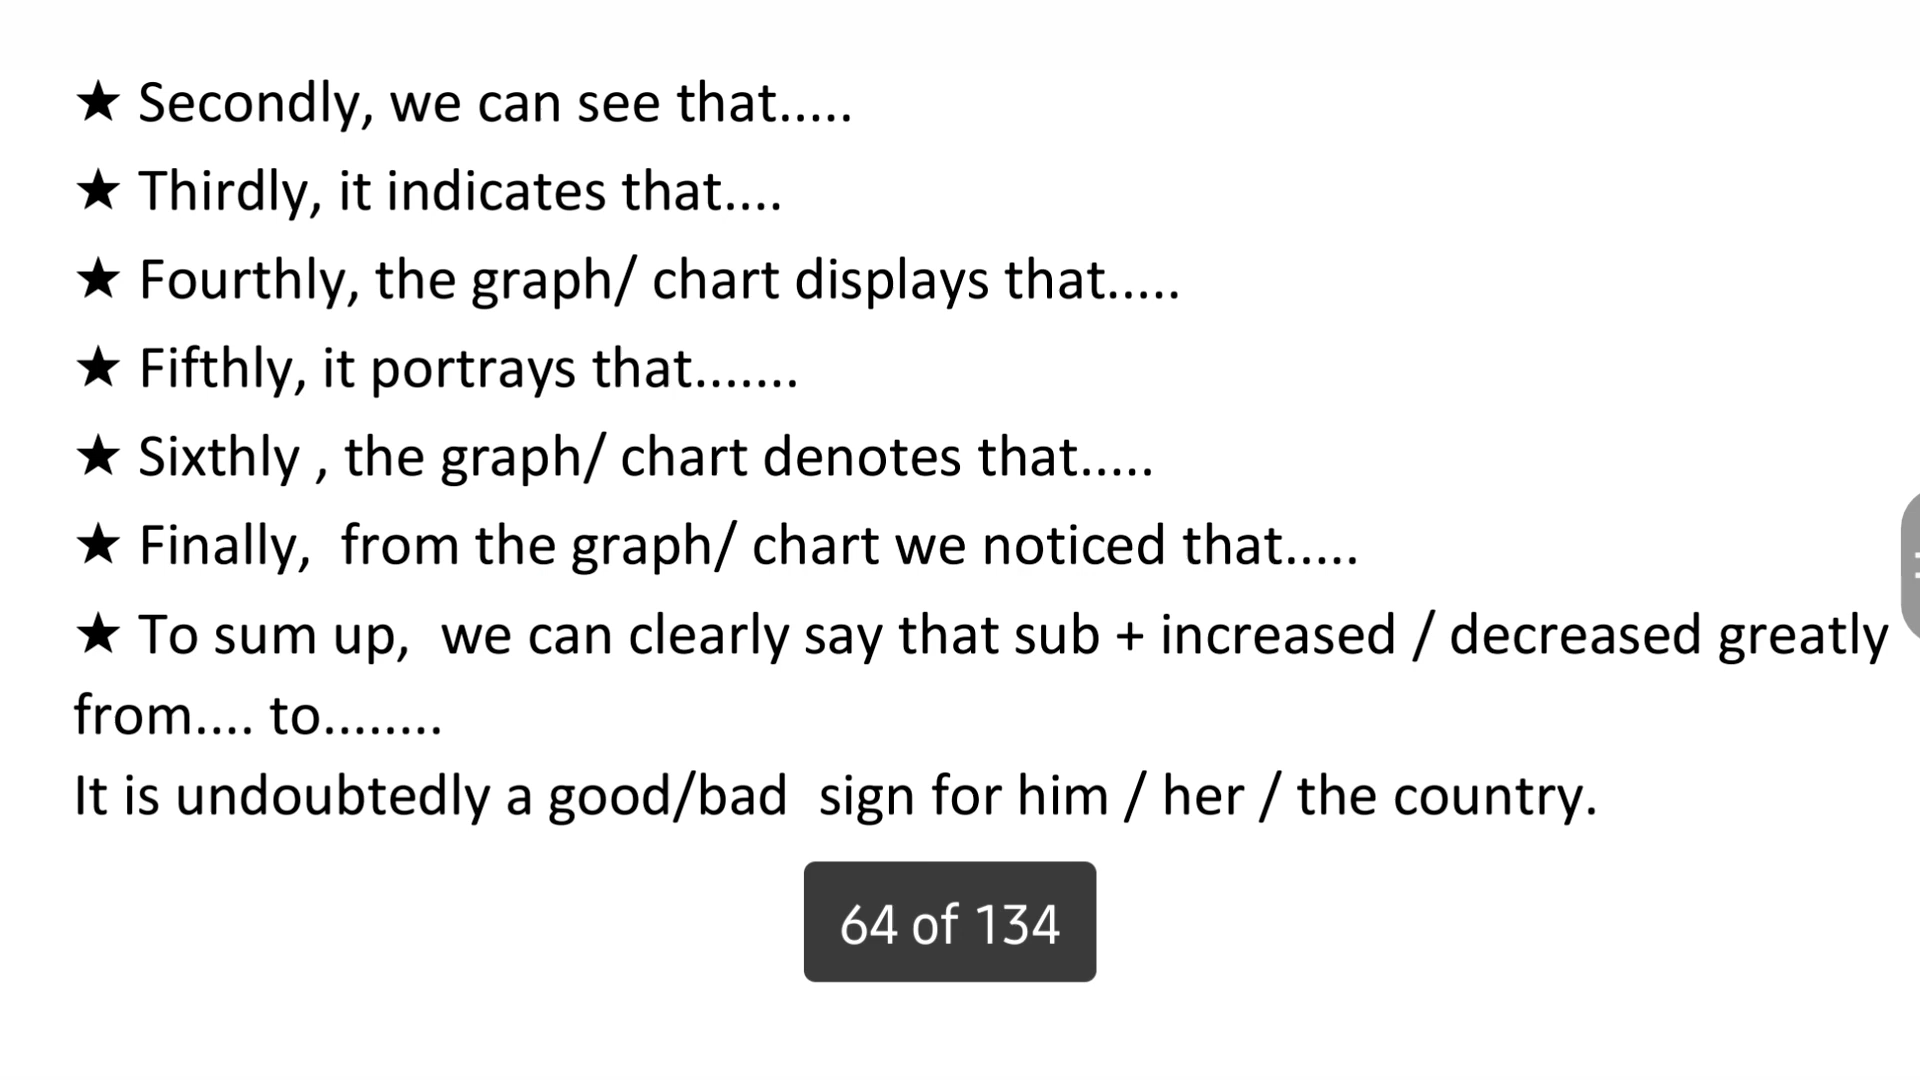 ★ Secondly, we can see that.....
★ Thirdly, it indicates that....
★ Fourthly, the graph/ chart displays that.....
★ Fifthly, it portrays that.......
★ Sixthly , the graph/ chart denotes that.....
★ Finally,  from the graph/ chart we noticed that.....
★ To sum up,  we can clearly say that sub + increased / decreased greatly
from.... to........
It is undoubtedly a good/bad  sign for him / her / the country.
64 of 134